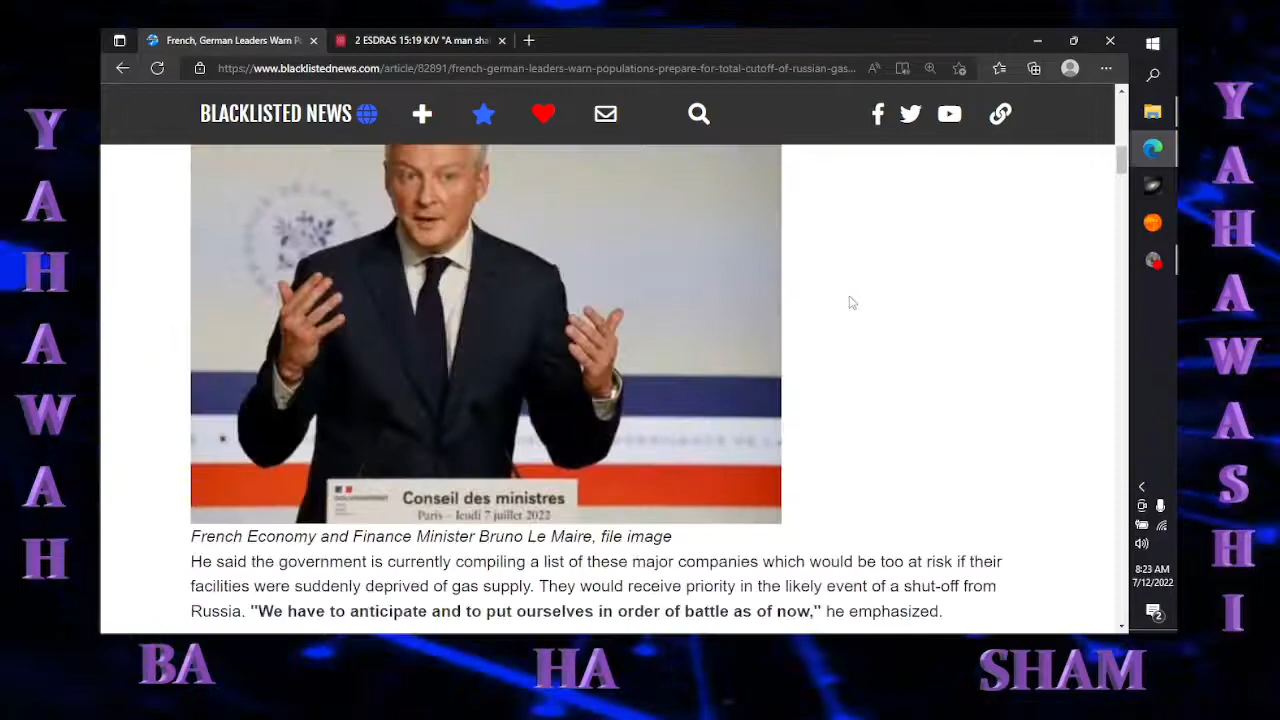 French, German Leaders Warn P
2 ESDRAS 15:19 KJV "A man sha
https://www.blacklistednews.com/article/82891/french-german-leaders-warn-populations-prepare-for-total-cutoff-of-russian-gas...
BLACKLISTED NEWS
Conseil des ministres
Paris – Jeudi 7 juillet 2022
French Economy and Finance Minister Bruno Le Maire, file image
He said the government is currently compiling a list of these major companies which would be too at risk if their
facilities were suddenly deprived of gas supply. They would receive priority in the likely event of a shut-off from
Russia. "We have to anticipate and to put ourselves in order of battle as of now," he emphasized.
8:23 AM
7/12/2022
2
YAHAWAH
YAHAWASHI
BA
HA
SHAM